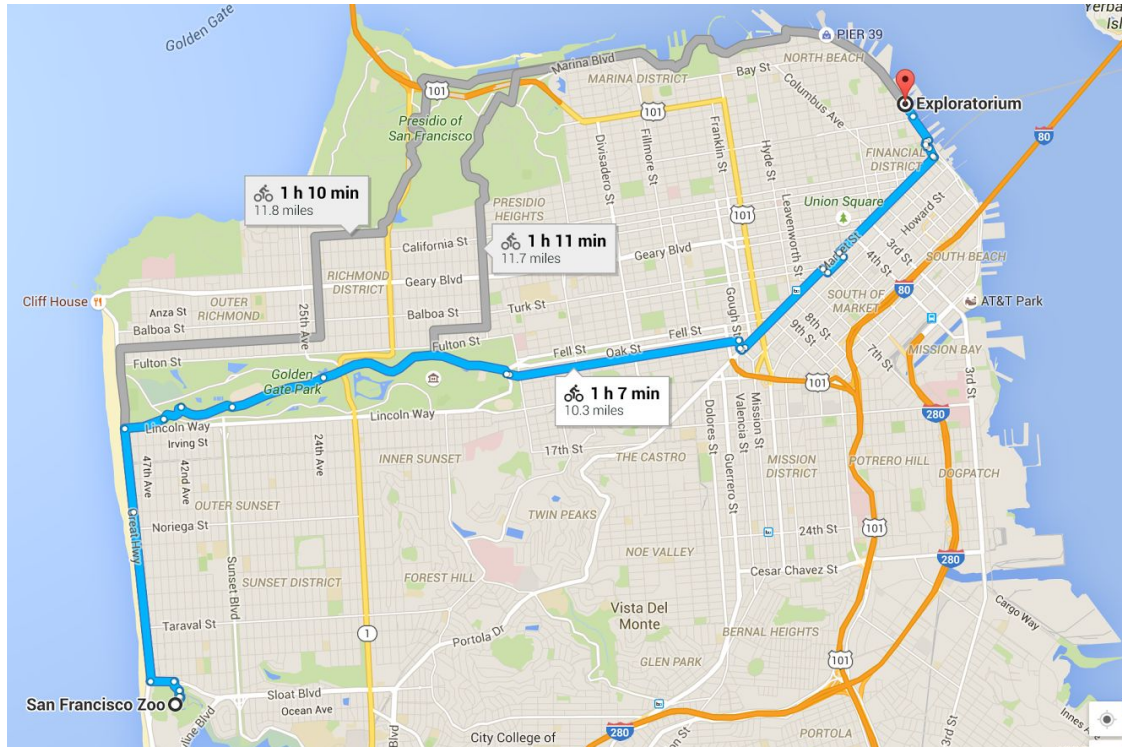 Golden Gate
Yerba
Isl
PIER 39
NORTH BEACH
Marina Blvd
MARINA DISTRICT
Bay St
Columbus Ave
101
101
Exploratorium
80
Presidio of
San Francisco
Divisadero St
Fillmore St
Franklin St
Hyde St
FINANCIAL
DISTRICT
1 h 10 min
11.8 miles
PRESIDIO
HEIGHTS
Leavenworth St
Union Square
Howard St
101
California St
1 h 11 min
11.7 miles
Geary Blvd
Market St
3rd St
4th St
SOUTH BEACH
RICHMOND
DISTRICT
Geary Blvd
80
Cliff House
OUTER
RICHMOND
Anza St
25th Ave
Turk St
SOUTH OF
MARKET
AT&T Park
Balboa St
Balboa St
Gough St
8th St
9th St
Fulton St
Fulton St
Fell St
Fell St
Oak St
7th St
MISSION BAY
Golden
Gate Park
1 h 7 min
10.3 miles
101
3rd St
280
Lincoln Way
Lincoln Way
Irving St
47th Ave
42nd Ave
24th Ave
INNER SUNSET
17th St
THE CASTRO
Dolores St
Valencia St
Mission St
Guerrero St
MISSION
DISTRICT
POTRERO HILL
DOGPATCH
OUTER SUNSET
Great Hwy
Noriega St
TWIN PEAKS
24th St
101
NOE VALLEY
280
Sunset Blvd
SUNSET DISTRICT
FOREST HILL
Cesar Chavez St
Vista Del
Monte
Cargo Way
Taraval St
1
Portola Dr
BERNAL HEIGHTS
GLEN PARK
101
San Francisco Zoo
Sloat Blvd
Ocean Ave
280
City College of
3rd St
PORTOLA
Innes